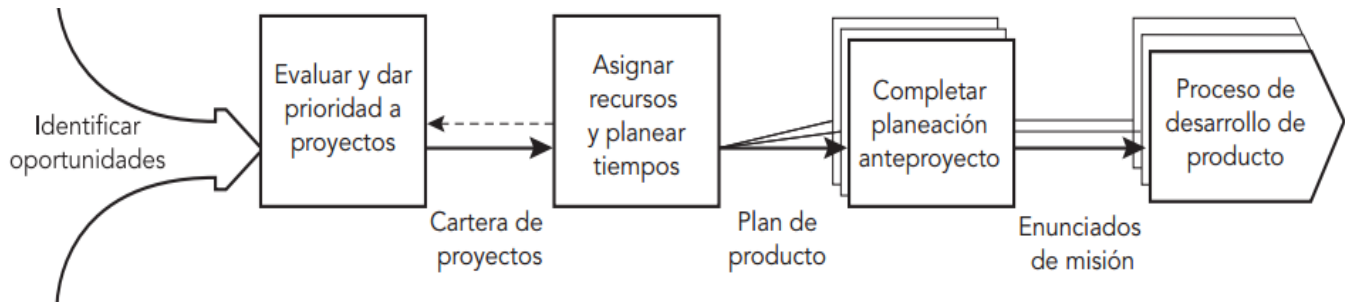 Identificar
oportunidades
Evaluar y dar
prioridad a
proyectos
Cartera de
proyectos
Asignar
recursos
y planear
tiempos
Plan de
producto
Completar
planeación
anteproyecto
Enunciados
de misión
Proceso de
desarrollo de
producto